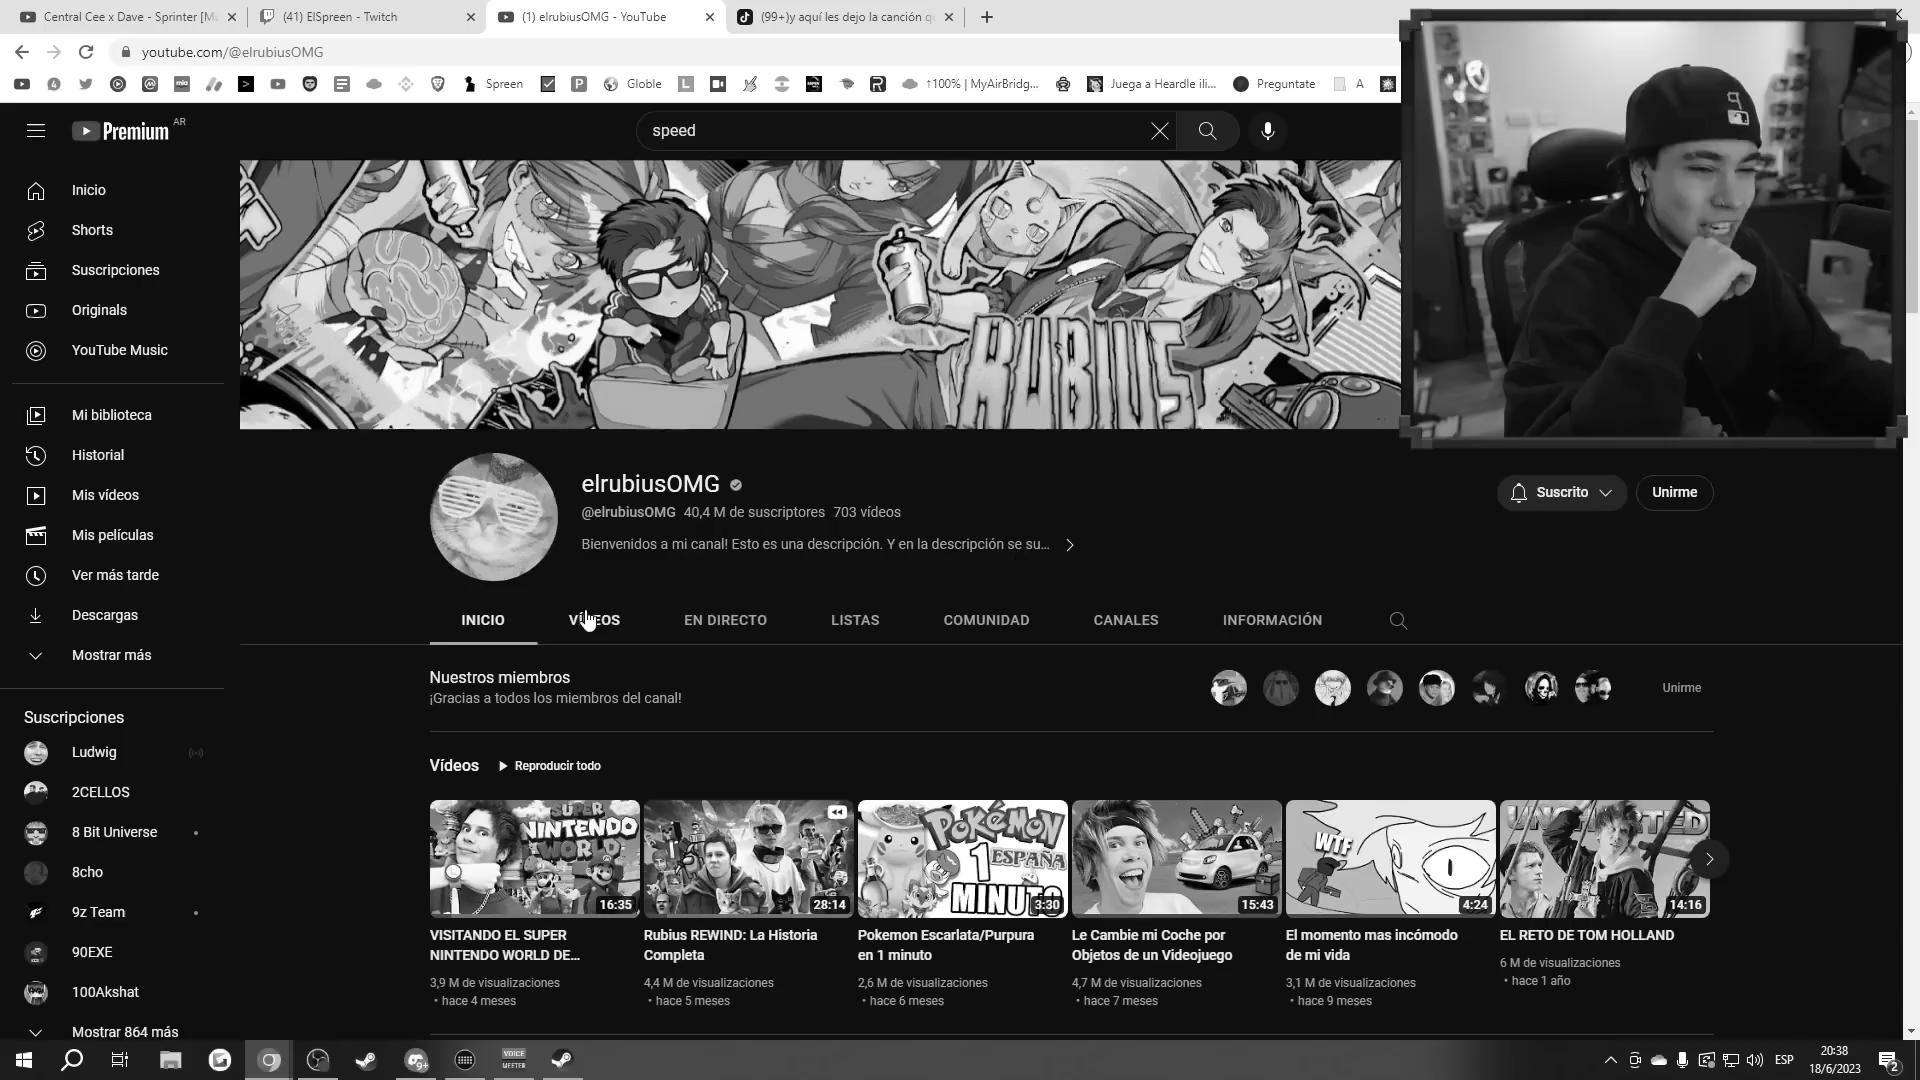 Central Cee x Dave - Sprinter [Mu
(41) ElSpreen - Twitch
(1) elrubiusOMG - YouTube
(99+)y aquí les dejo la canción q
youtube.com/@elrubiusOMG
Spreen
Globle
↑100% | MyAirBridg...
Juega a Heardle ili...
Preguntate
A
Premium AR
speed
Inicio
Shorts
Suscripciones
Originals
YouTube Music
Mi biblioteca
Historial
Mis vídeos
Mis películas
Ver más tarde
Descargas
Mostrar más
Suscripciones
Ludwig
2CELLOS
8 Bit Universe
8cho
9z Team
90EXE
100Akshat
Mostrar 864 más
RUBIUS
elrubiusOMG
@elrubiusOMG 40,4 M de suscriptores 703 vídeos
Bienvenidos a mi canal! Esto es una descripción. Y en la descripción se su...
Suscrito
Unirme
INICIO
VÍDEOS
EN DIRECTO
LISTAS
COMUNIDAD
CANALES
INFORMACIÓN
Nuestros miembros
¡Gracias a todos los miembros del canal!
Unirme
Vídeos
Reproducir todo
SUPER
NINTENDO
WORLD
16:35
VISITANDO EL SUPER
NINTENDO WORLD DE...
3,9 M de visualizaciones
• hace 4 meses
28:14
Rubius REWIND: La Historia
Completa
4,4 M de visualizaciones
• hace 5 meses
POKéMON
ESPAÑA
1
MINUTO
3:30
Pokemon Escarlata/Purpura
en 1 minuto
2,6 M de visualizaciones
• hace 6 meses
15:43
Le Cambie mi Coche por
Objetos de un Videojuego
4,7 M de visualizaciones
• hace 7 meses
WTF
4:24
El momento mas incómodo
de mi vida
3,1 M de visualizaciones
• hace 9 meses
UNCHARTED
14:16
EL RETO DE TOM HOLLAND
6 M de visualizaciones
• hace 1 año
VOICE
MEETER
ESP
20:38
18/6/2023
2